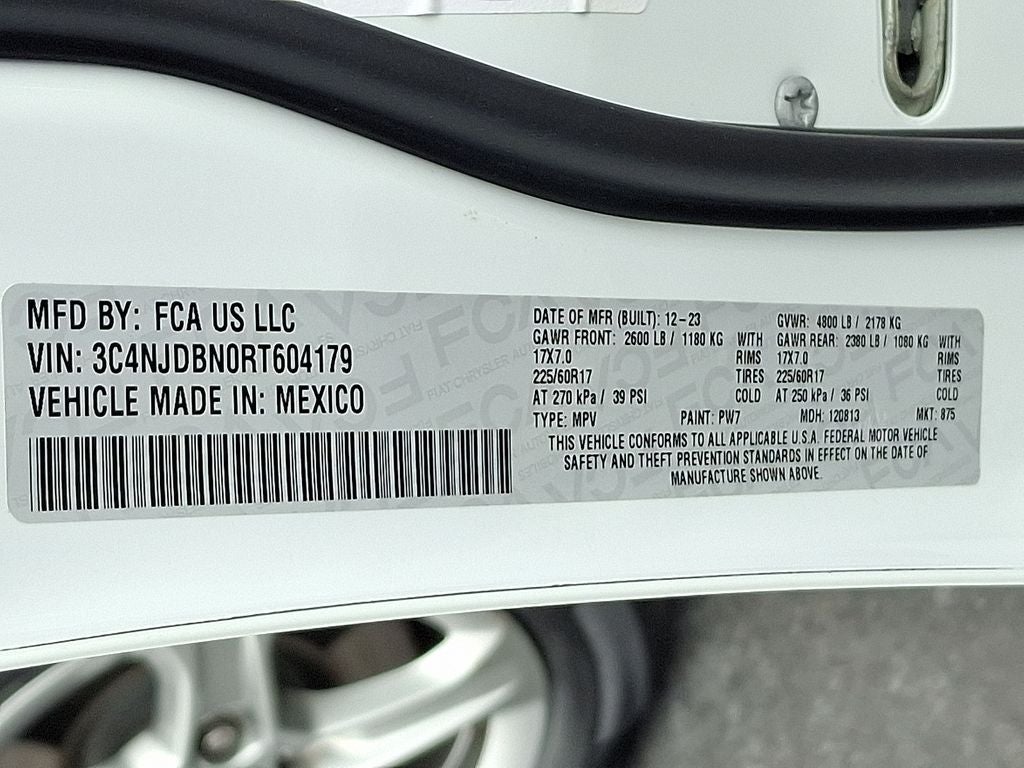 MFD BY: FCA US LLC
VIN: 3C4NJDBN0RT604179
VEHICLE MADE IN: MEXICO
DATE OF MFR (BUILT): 12-23 GVWR: 4800 LB / 2178 KG
GAWR FRONT: 2600 LB / 1180 KG WITH GAWR REAR: 2380 LB / 1080 KG WITH
17X7.0 RIMS 17X7.0 RIMS
225/60R17 TIRES 225/60R17 TIRES
AT 270 kPa / 39 PSI COLD AT 250 kPa / 36 PSI COLD
TYPE: MPV PAINT: PW7 MDH: 120813 MKT: 875
THIS VEHICLE CONFORMS TO ALL APPLICABLE U.S.A. FEDERAL MOTOR VEHICLE
SAFETY AND THEFT PREVENTION STANDARDS IN EFFECT ON THE DATE OF
MANUFACTURE SHOWN ABOVE.